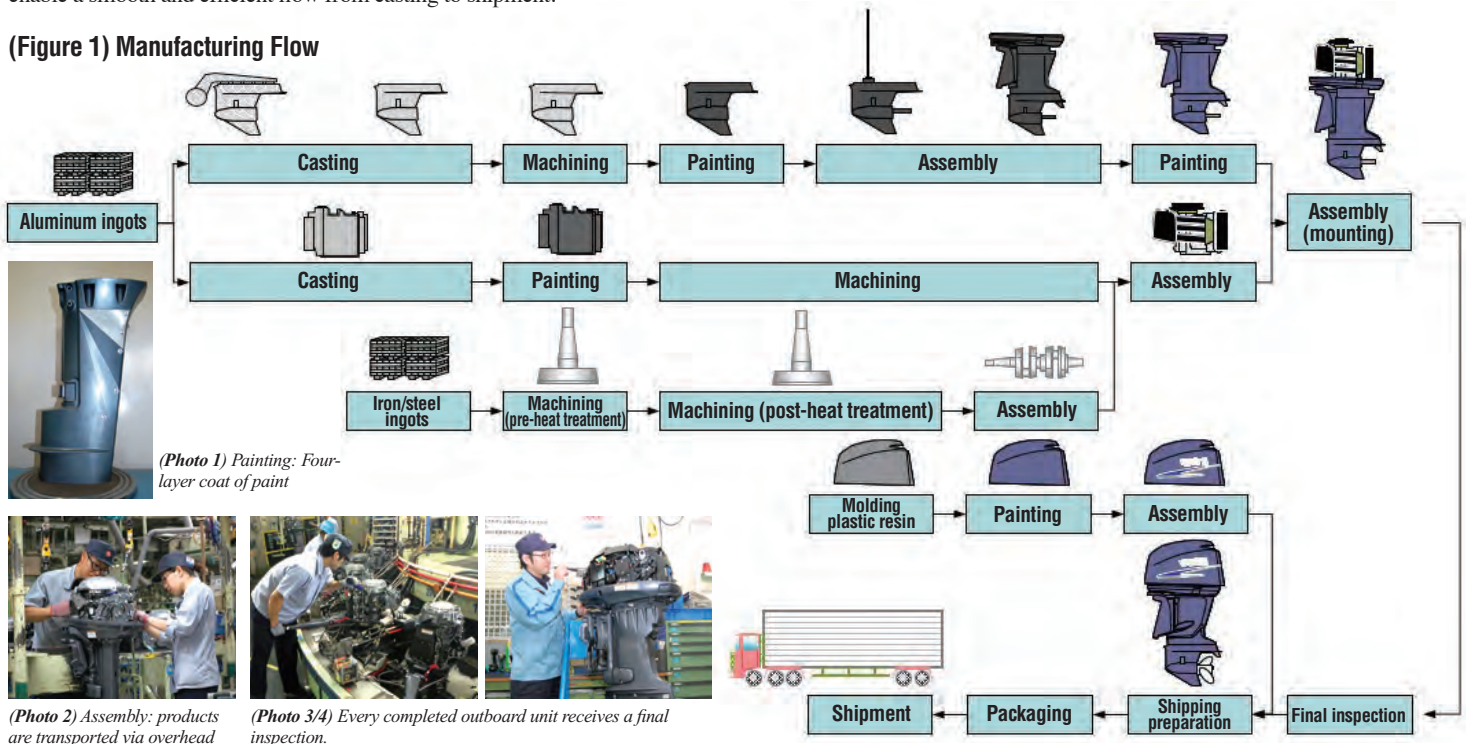 enable a smooth and efficient flow from casting to shipment.
(Figure 1) Manufacturing Flow
Casting
Machining
Painting
Assembly
Painting
Aluminum ingots
Assembly
(mounting)
Casting
Painting
Machining
Assembly
Iron/steel
ingots
Machining
(pre-heat treatment)
Machining (post-heat treatment)
Assembly
(Photo 1) Painting: Four-
layer coat of paint
Molding
plastic resin
Painting
Assembly
Shipment
Packaging
Shipping
preparation
Final inspection
(Photo 2) Assembly: products
are transported via overhead
(Photo 3/4) Every completed outboard unit receives a final
inspection.